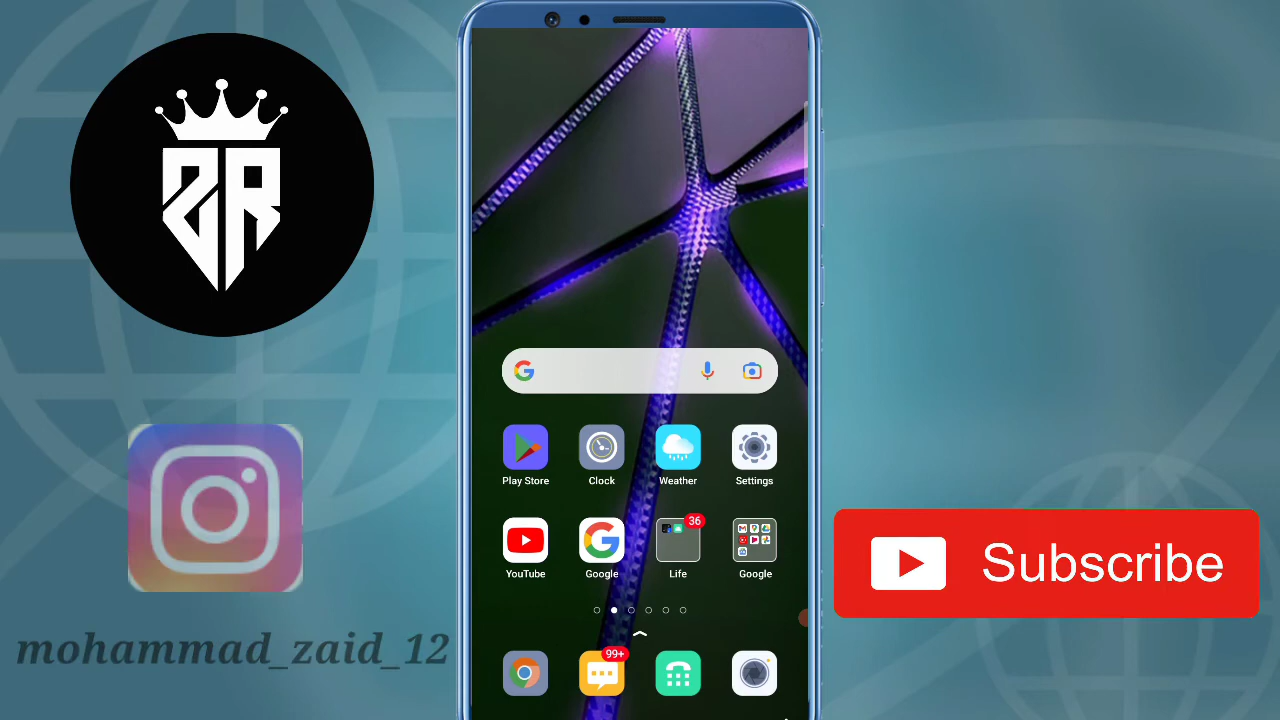 ZR
Play Store
Clock
Weather
Settings
YouTube
Google
36
Life
Google
Subscribe
mohammad_zaid_12
99+